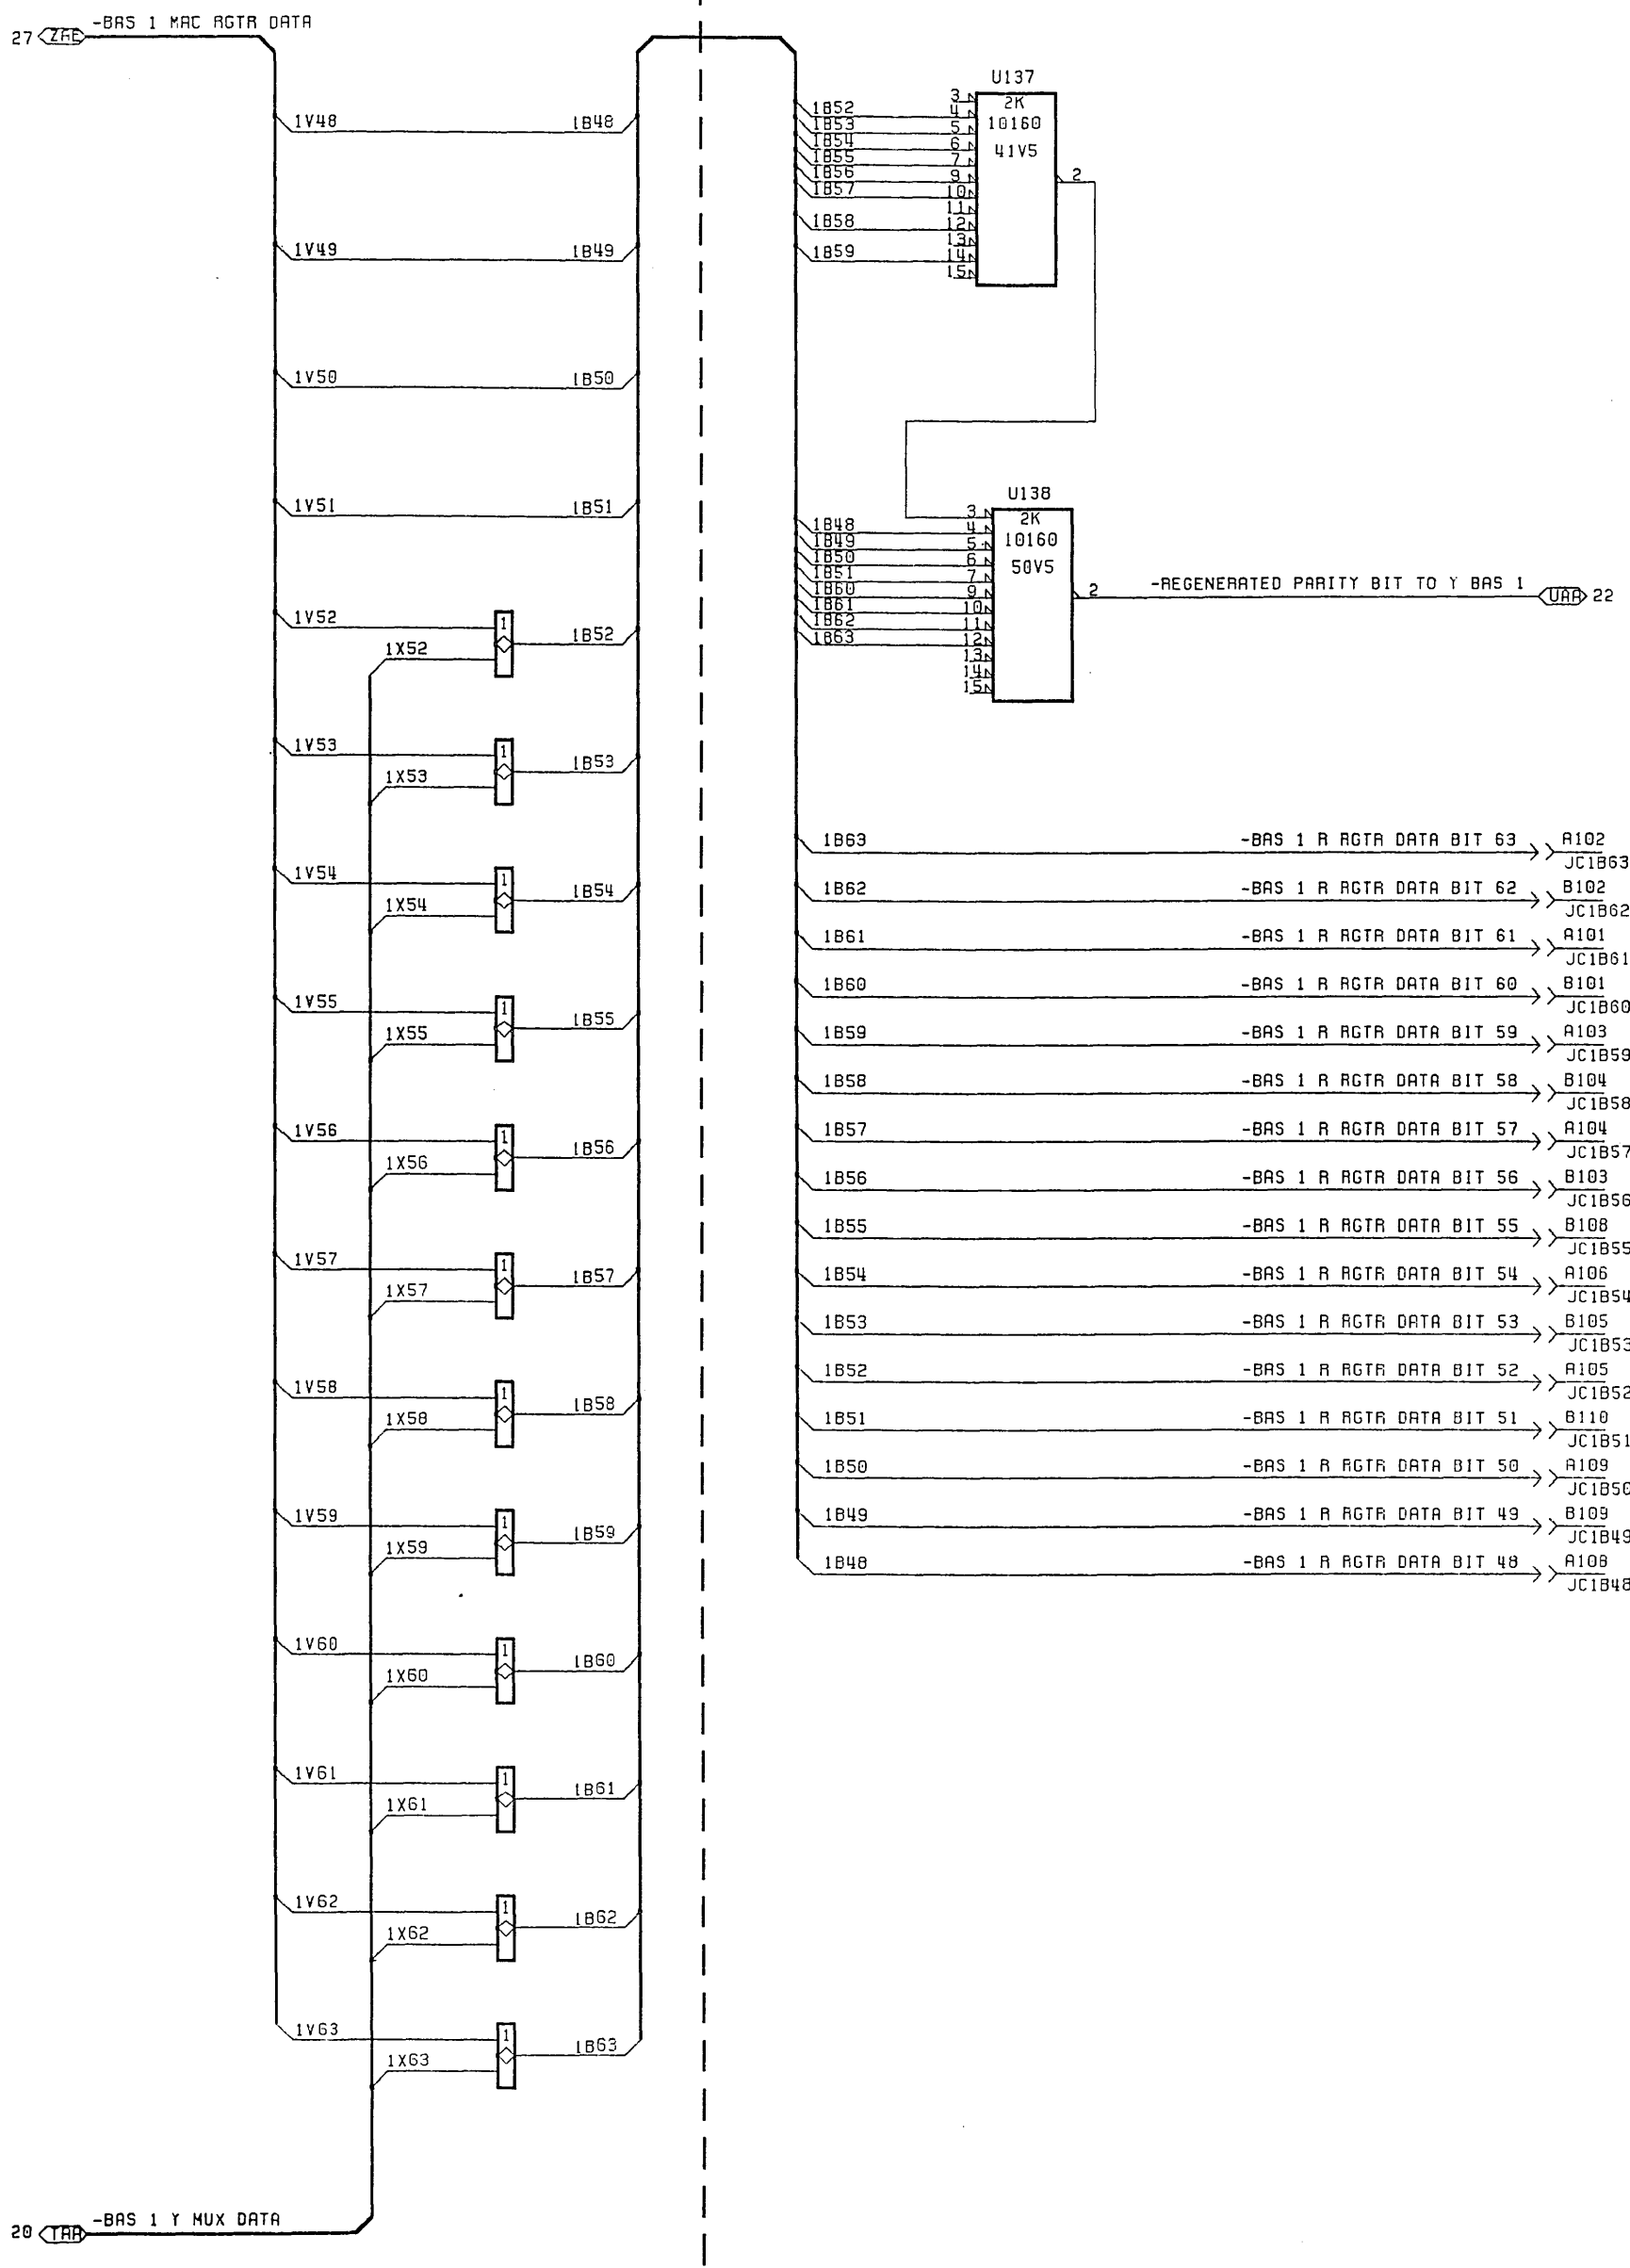 -BAS 1 MAC RGTR DATA
27 ZAE
1V48 1B48
1V49 1B49
1V50 1B50
1V51 1B51
1V52 1
1X52 1B52
1V53 1
1X53 1B53
1V54 1
1X54 1B54
1V55 1
1X55 1B55
1V56 1
1X56 1B56
1V57 1
1X57 1B57
1V58 1
1X58 1B58
1V59 1
1X59 1B59
1V60 1
1X60 1B60
1V61 1
1X61 1B61
1V62 1
1X62 1B62
1V63 1
1X63 1B63
-BAS 1 Y MUX DATA
20 TAA
U137
2K
10160
41V5
3
1B52 4
1B53 5
1B54 6
1B55 7
1B56 9
1B57 10
11
1B58 12
13
1B59 14
15
2
U138
2K
10160
50V5
3
1B48 4
1B49 5
1B50 6
1B51 7
1B60 9
1B61 10
1B62 11
1B63 12
13
14
15
2 -REGENERATED PARITY BIT TO Y BAS 1 UAA 22
1B63 -BAS 1 R RGTR DATA BIT 63 A102
JC1B63
1B62 -BAS 1 R RGTR DATA BIT 62 B102
JC1B62
1B61 -BAS 1 R RGTR DATA BIT 61 A101
JC1B61
1B60 -BAS 1 R RGTR DATA BIT 60 B101
JC1B60
1B59 -BAS 1 R RGTR DATA BIT 59 A103
JC1B59
1B58 -BAS 1 R RGTR DATA BIT 58 B104
JC1B58
1B57 -BAS 1 R RGTR DATA BIT 57 A104
JC1B57
1B56 -BAS 1 R RGTR DATA BIT 56 B103
JC1B56
1B55 -BAS 1 R RGTR DATA BIT 55 B108
JC1B55
1B54 -BAS 1 R RGTR DATA BIT 54 A106
JC1B54
1B53 -BAS 1 R RGTR DATA BIT 53 B105
JC1B53
1B52 -BAS 1 R RGTR DATA BIT 52 A105
JC1B52
1B51 -BAS 1 R RGTR DATA BIT 51 B110
JC1B51
1B50 -BAS 1 R RGTR DATA BIT 50 A109
JC1B50
1B49 -BAS 1 R RGTR DATA BIT 49 B109
JC1B49
1B48 -BAS 1 R RGTR DATA BIT 48 A108
JC1B48